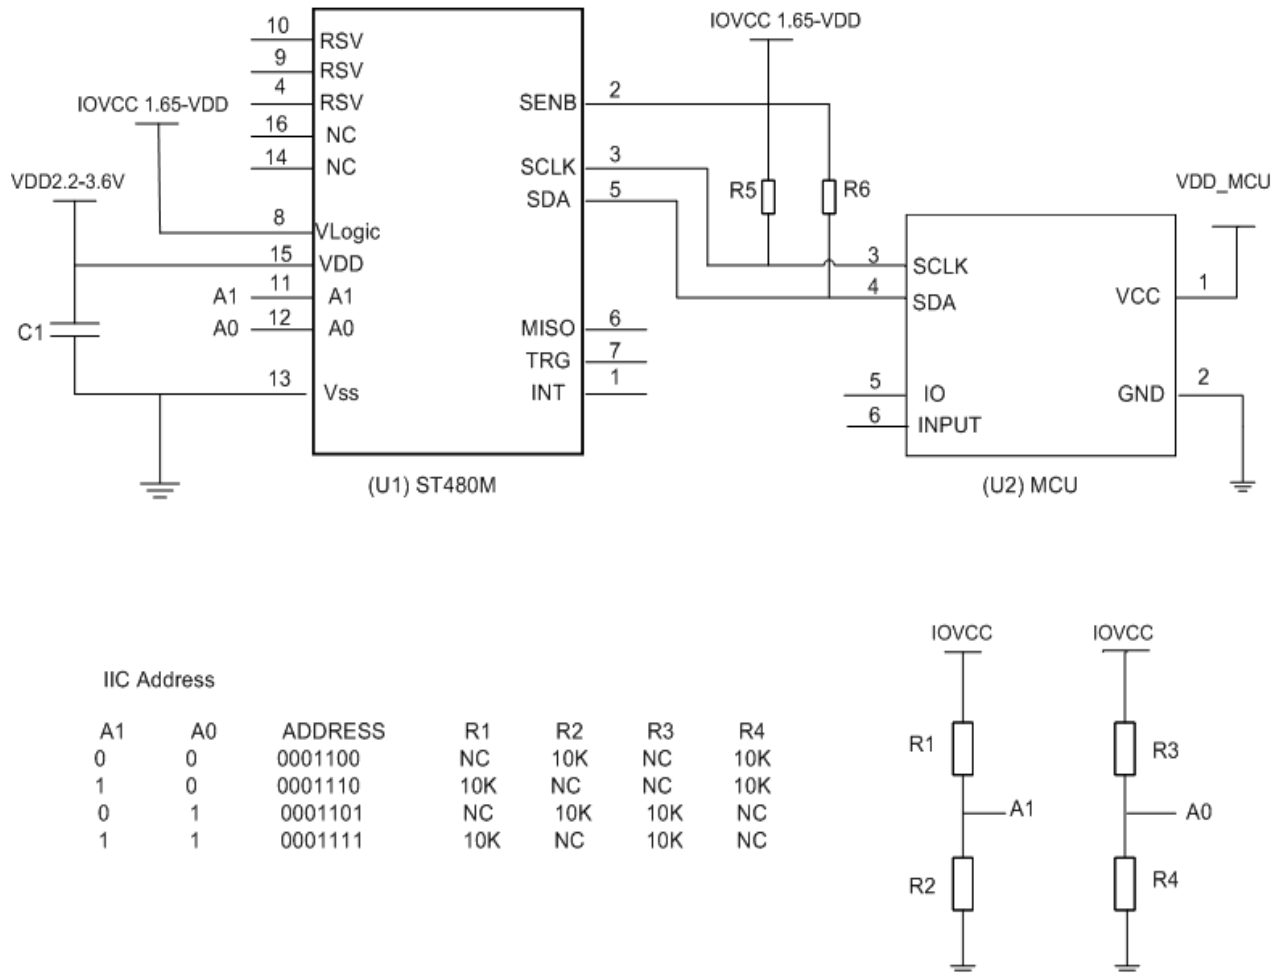 IOVCC 1.65-VDD
VDD2.2-3.6V
C1
10 RSV
9 RSV
4 RSV
16 NC
14 NC
8 VLogic
15 VDD
A1 11 A1
A0 12 A0
13 Vss
SENB 2
SCLK 3
SDA 5
MISO 6
TRG 7
INT 1
(U1) ST480M
IOVCC 1.65-VDD
R5
R6
3 SCLK
4 SDA
5 IO
6 INPUT
VDD_MCU
VCC 1
GND 2
(U2) MCU
IIC Address
A1 A0 ADDRESS R1 R2 R3 R4
0 0 0001100 NC 10K NC 10K
1 0 0001110 10K NC NC 10K
0 1 0001101 NC 10K 10K NC
1 1 0001111 10K NC 10K NC
IOVCC
R1
A1
R2
IOVCC
R3
A0
R4